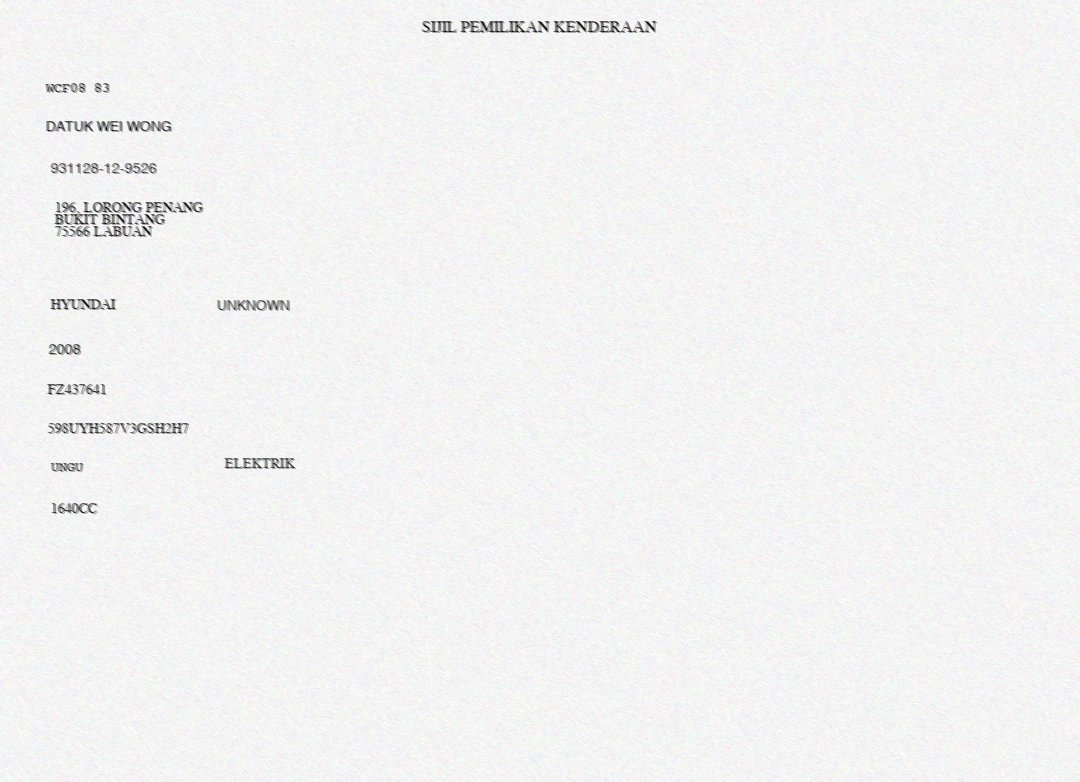 SIJIL PEMILIKAN KENDERAAN
WCF08 83
DATUK WEI WONG
931128-12-9526
196, LORONG PENANG
BUKIT BINTANG
75566 LABUAN
HYUNDAI UNKNOWN
2008
FZ437641
598UYH587V3GSH2H7
UNGU ELEKTRIK
1640CC